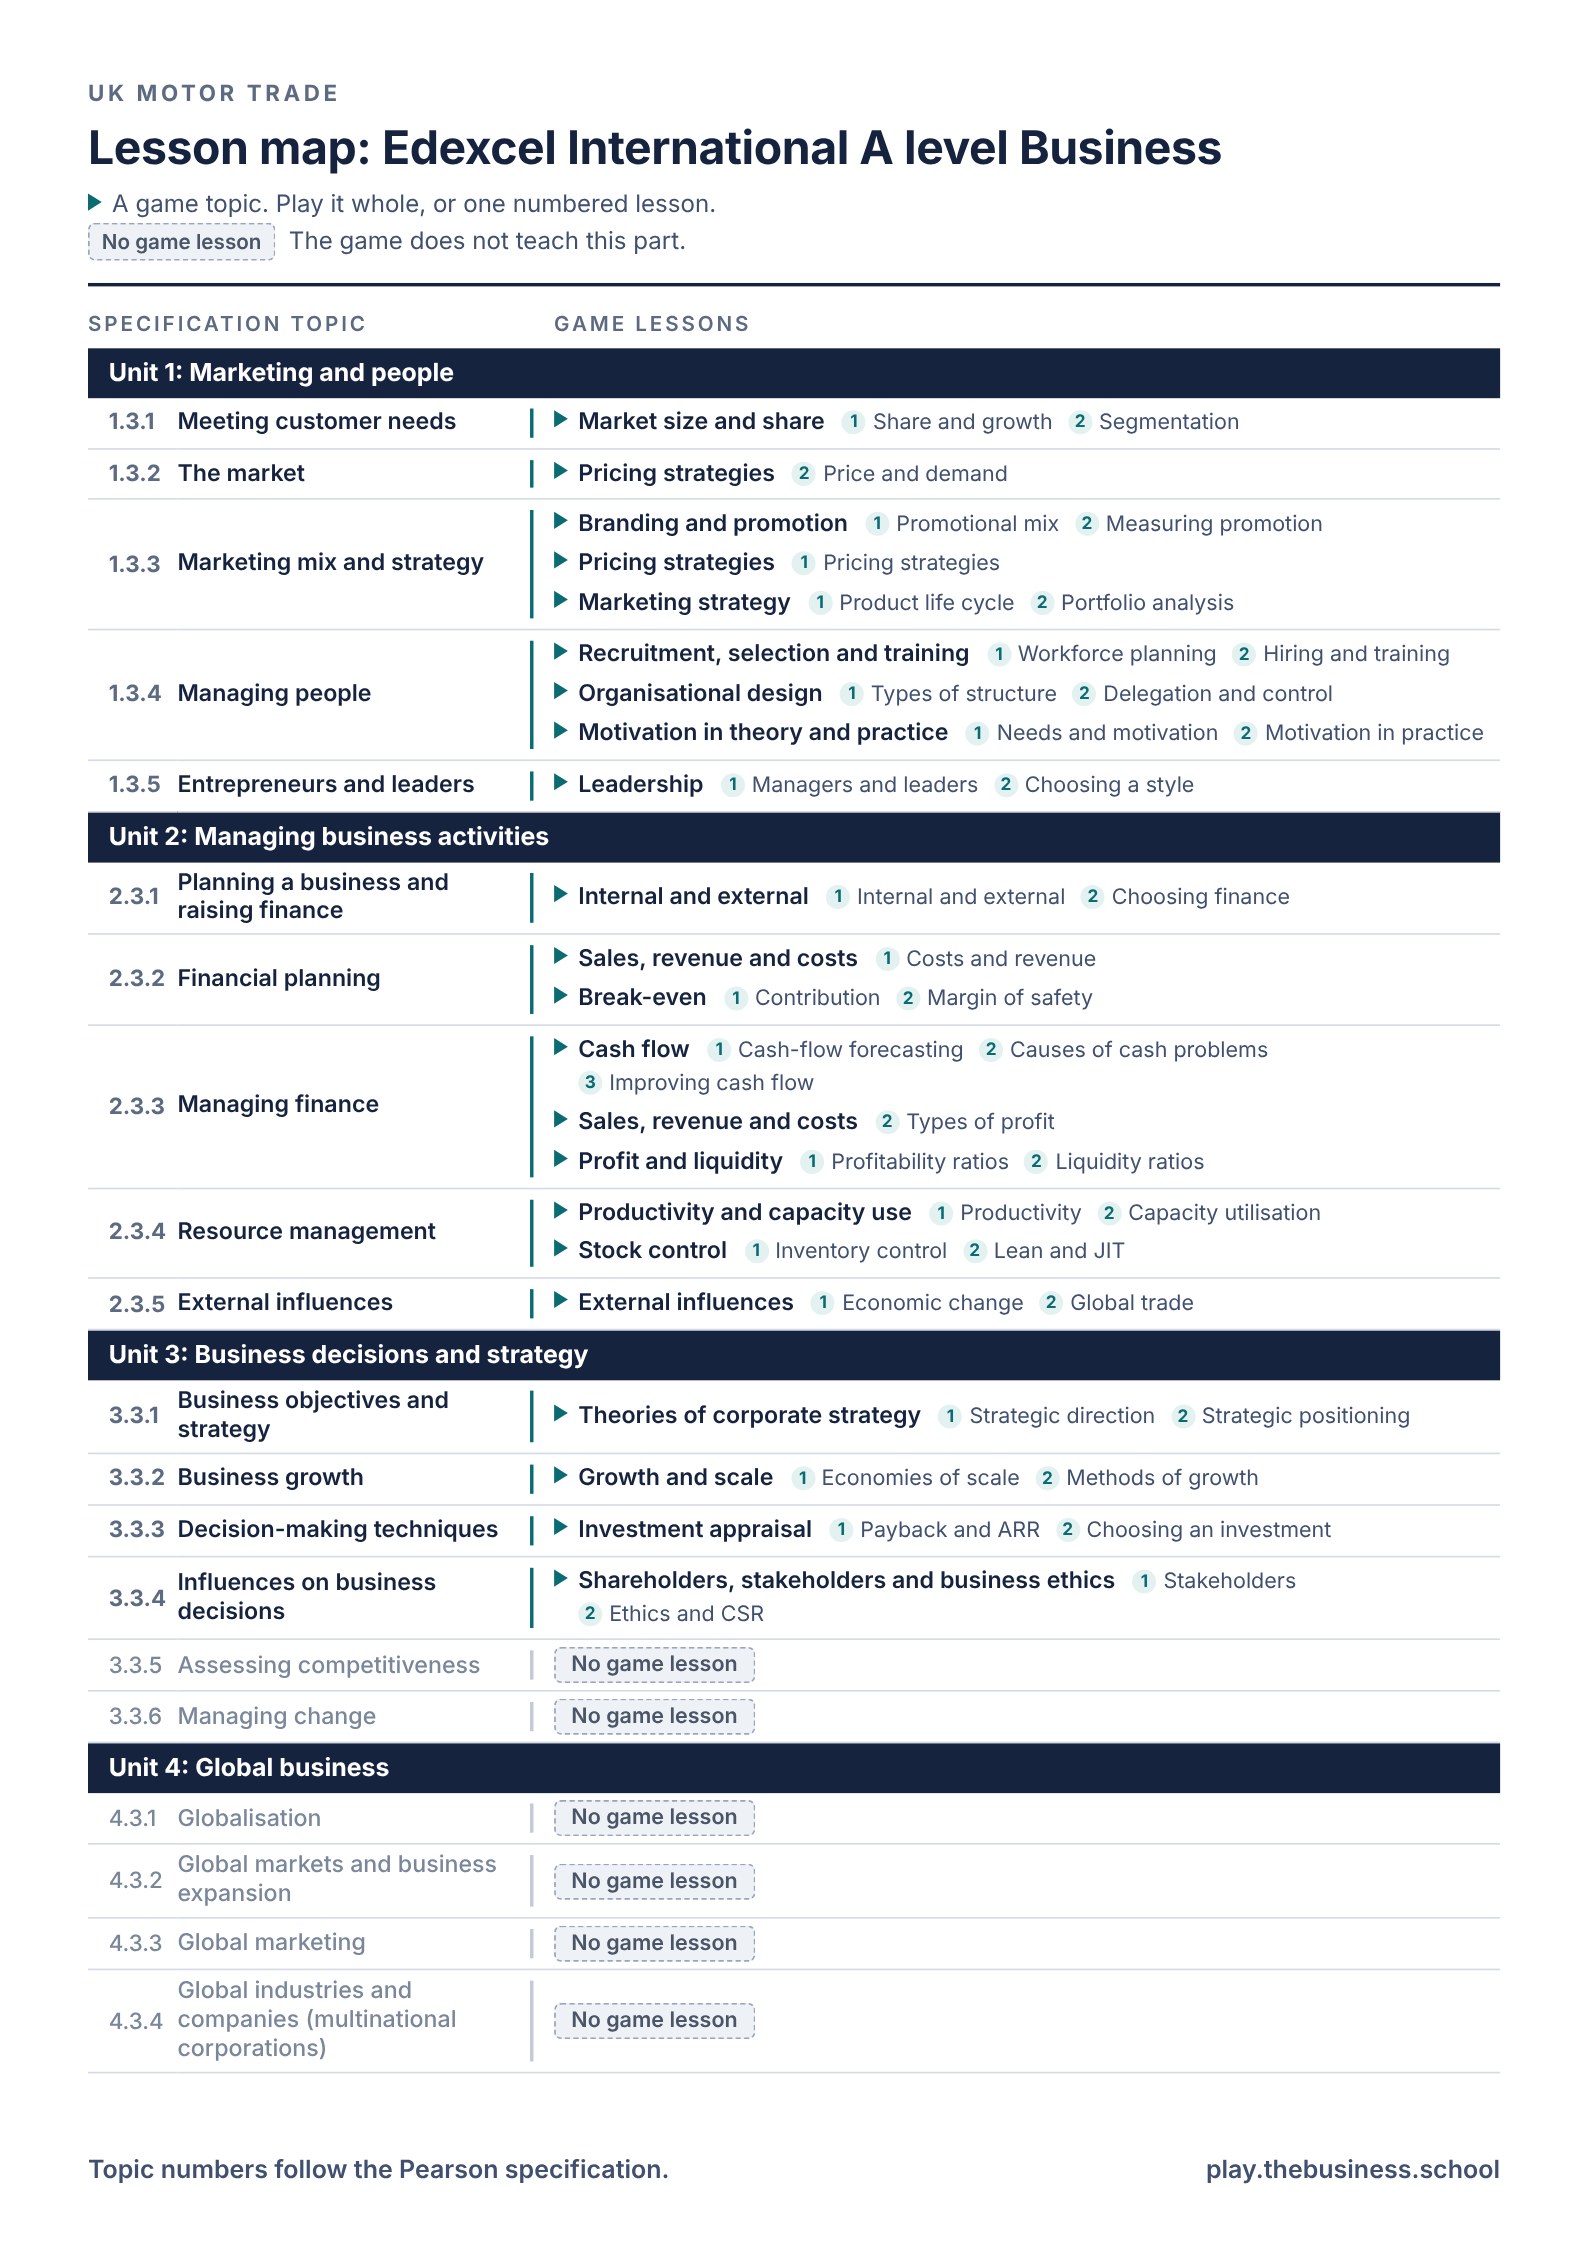 UK MOTOR TRADE
Lesson map: Edexcel International A level Business
A game topic. Play it whole, or one numbered lesson.
No game lesson The game does not teach this part.
SPECIFICATION TOPIC GAME LESSONS
Unit 1: Marketing and people
1.3.1 Meeting customer needs Market size and share 1 Share and growth 2 Segmentation
1.3.2 The market Pricing strategies 2 Price and demand
1.3.3 Marketing mix and strategy
Branding and promotion 1 Promotional mix 2 Measuring promotion
Pricing strategies 1 Pricing strategies
Marketing strategy 1 Product life cycle 2 Portfolio analysis
1.3.4 Managing people
Recruitment, selection and training 1 Workforce planning 2 Hiring and training
Organisational design 1 Types of structure 2 Delegation and control
Motivation in theory and practice 1 Needs and motivation 2 Motivation in practice
1.3.5 Entrepreneurs and leaders Leadership 1 Managers and leaders 2 Choosing a style
Unit 2: Managing business activities
2.3.1 Planning a business and
raising finance
Internal and external 1 Internal and external 2 Choosing finance
2.3.2 Financial planning
Sales, revenue and costs 1 Costs and revenue
Break-even 1 Contribution 2 Margin of safety
2.3.3 Managing finance
Cash flow 1 Cash-flow forecasting 2 Causes of cash problems
3 Improving cash flow
Sales, revenue and costs 2 Types of profit
Profit and liquidity 1 Profitability ratios 2 Liquidity ratios
2.3.4 Resource management
Productivity and capacity use 1 Productivity 2 Capacity utilisation
Stock control 1 Inventory control 2 Lean and JIT
2.3.5 External influences External influences 1 Economic change 2 Global trade
Unit 3: Business decisions and strategy
3.3.1 Business objectives and
strategy
Theories of corporate strategy 1 Strategic direction 2 Strategic positioning
3.3.2 Business growth Growth and scale 1 Economies of scale 2 Methods of growth
3.3.3 Decision-making techniques Investment appraisal 1 Payback and ARR 2 Choosing an investment
3.3.4 Influences on business
decisions
Shareholders, stakeholders and business ethics 1 Stakeholders
2 Ethics and CSR
3.3.5 Assessing competitiveness No game lesson
3.3.6 Managing change No game lesson
Unit 4: Global business
4.3.1 Globalisation No game lesson
4.3.2 Global markets and business
expansion
No game lesson
4.3.3 Global marketing No game lesson
4.3.4 Global industries and
companies (multinational
corporations)
No game lesson
Topic numbers follow the Pearson specification. play.thebusiness.school